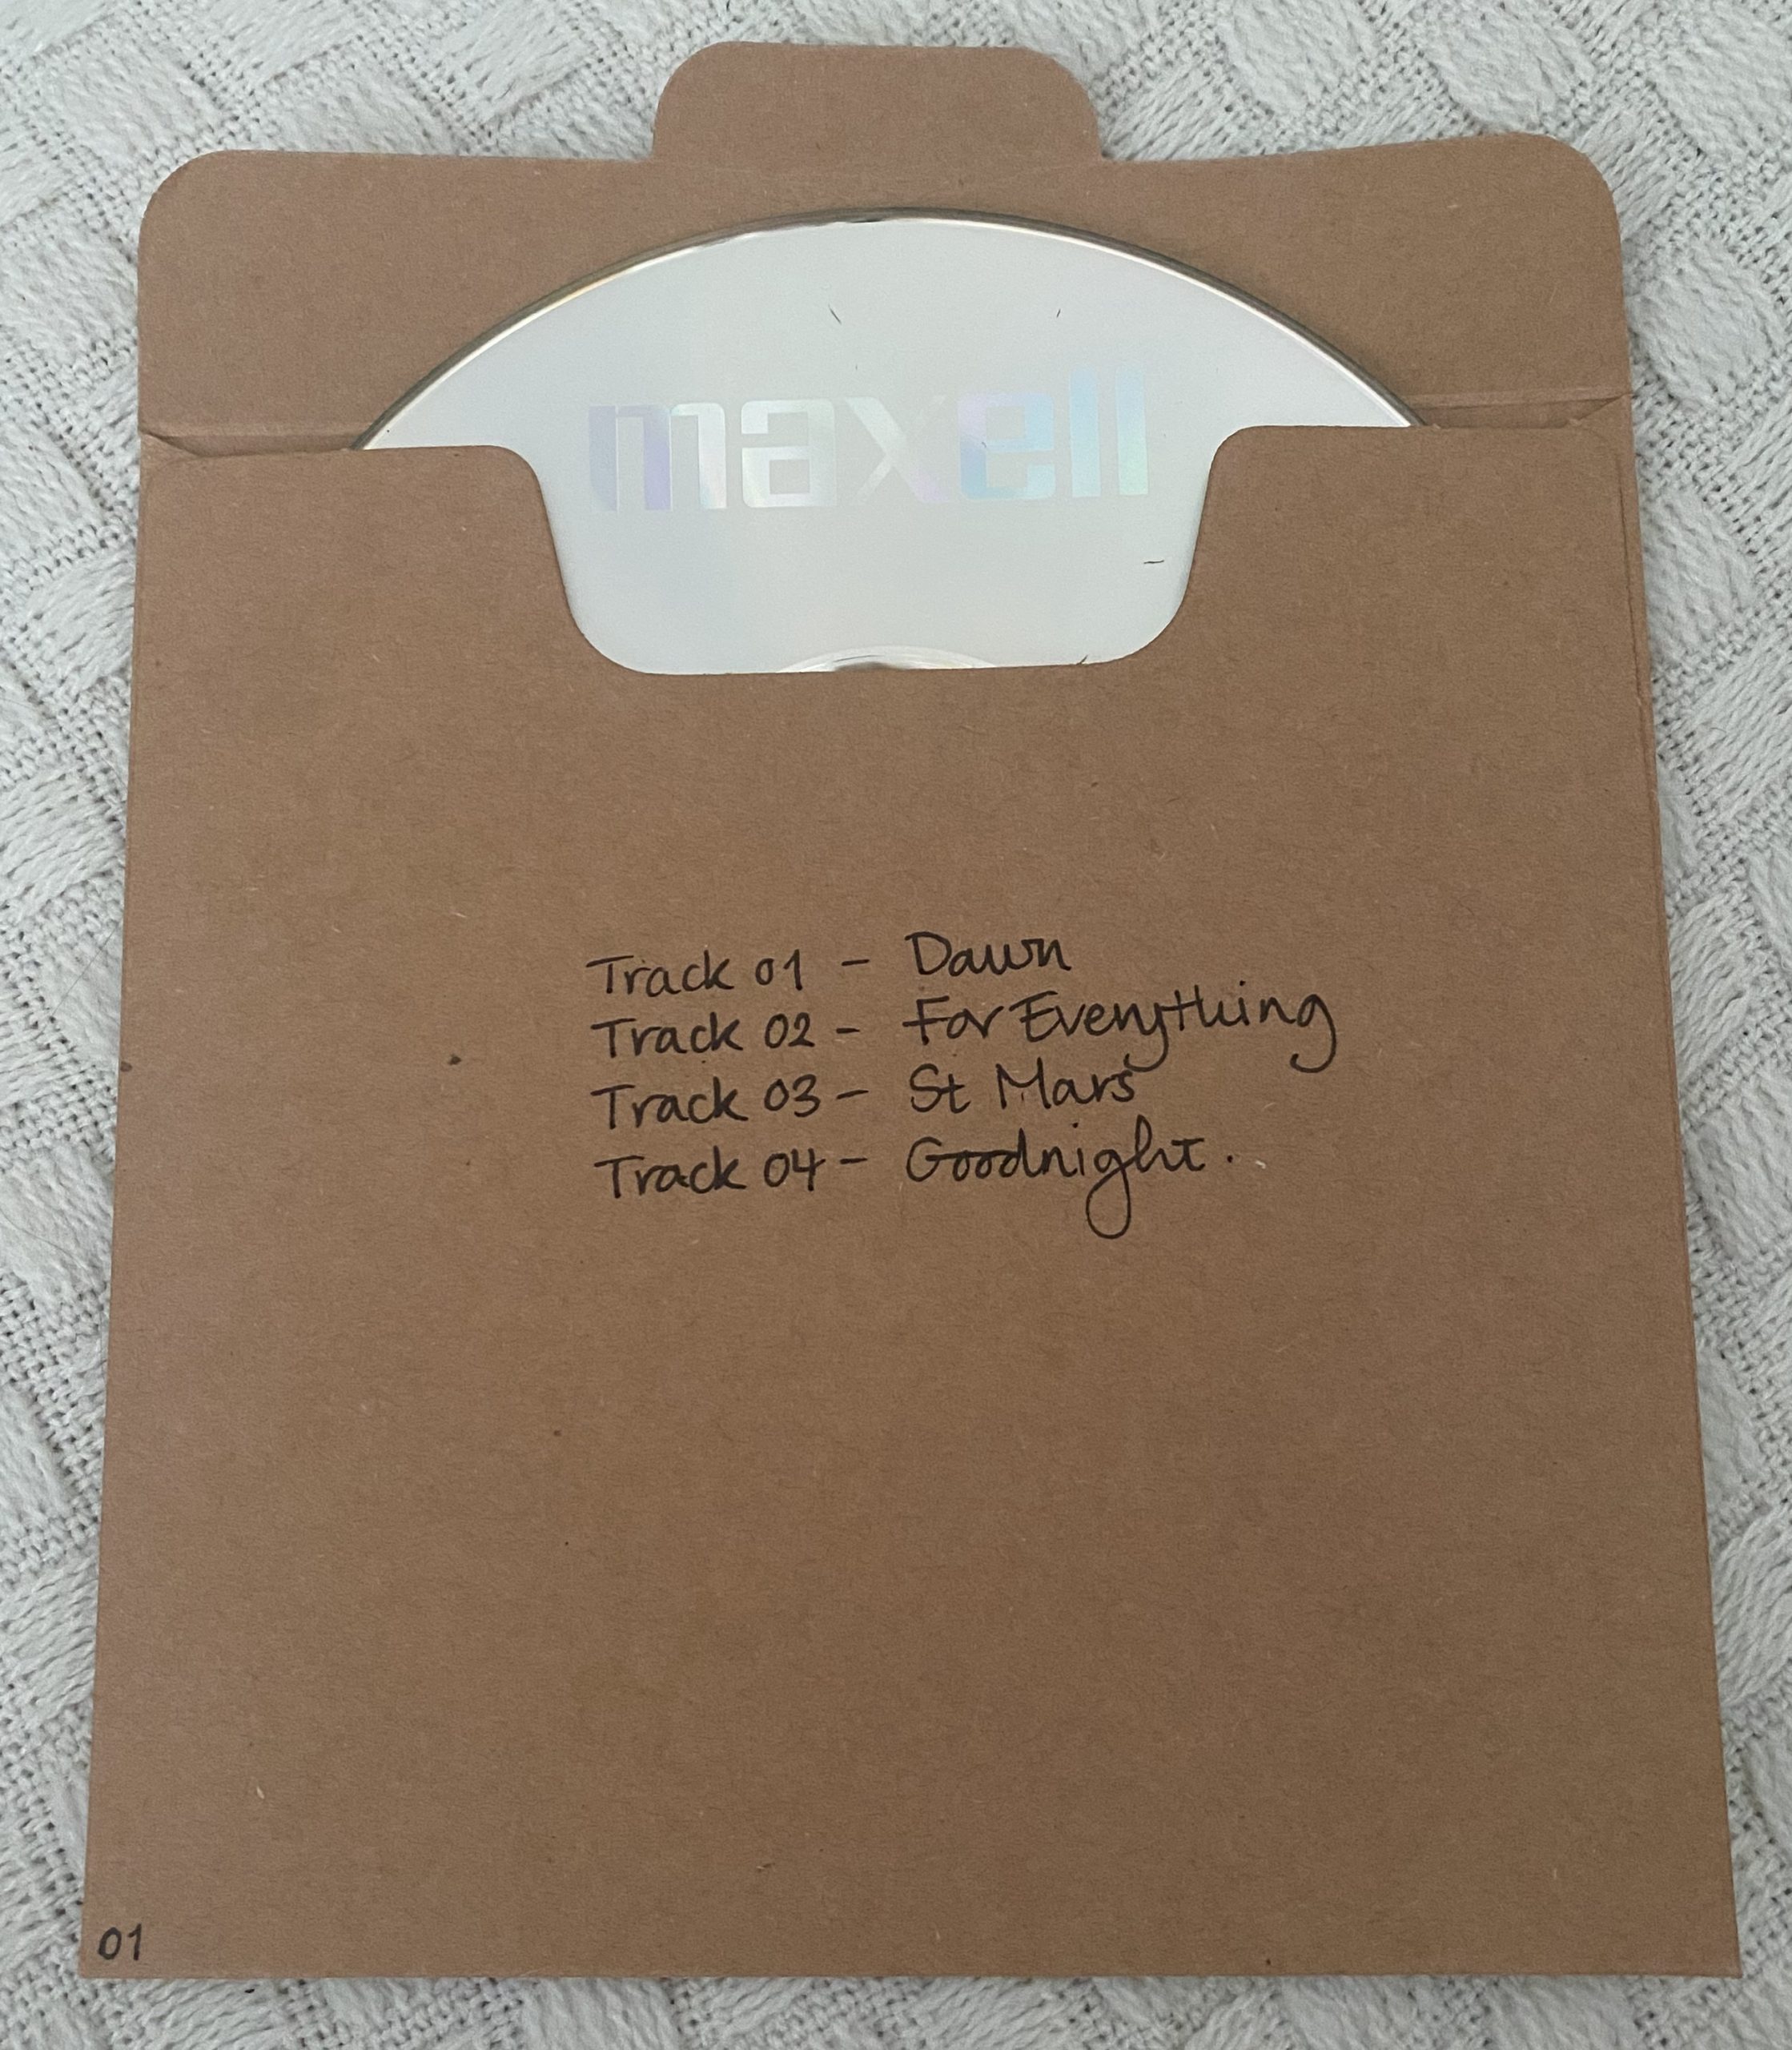 maxell
Track 01 - Dawn
Track 02 - For Everything
Track 03 - St Mars
Track 04 - Goodnight.
01